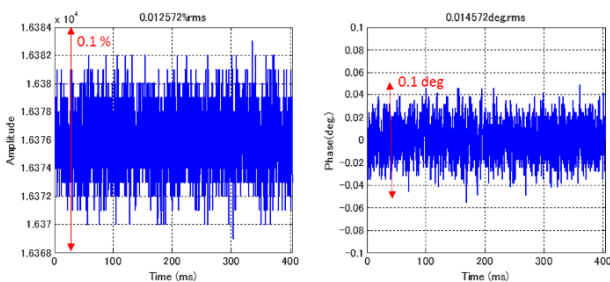 0.012572%rms
x 10⁴
1.6384
1.6382
1.638
1.6378
1.6376
1.6374
1.6372
1.637
1.6368
Amplitude
0.1 %
0 100 200 300 400
Time (ms)
0.014572deg.rms
0.1
0.08
0.06
0.04
0.02
0
-0.02
-0.04
-0.06
-0.08
-0.1
Phase(deg.)
0.1 deg
0 100 200 300 400
Time (ms)